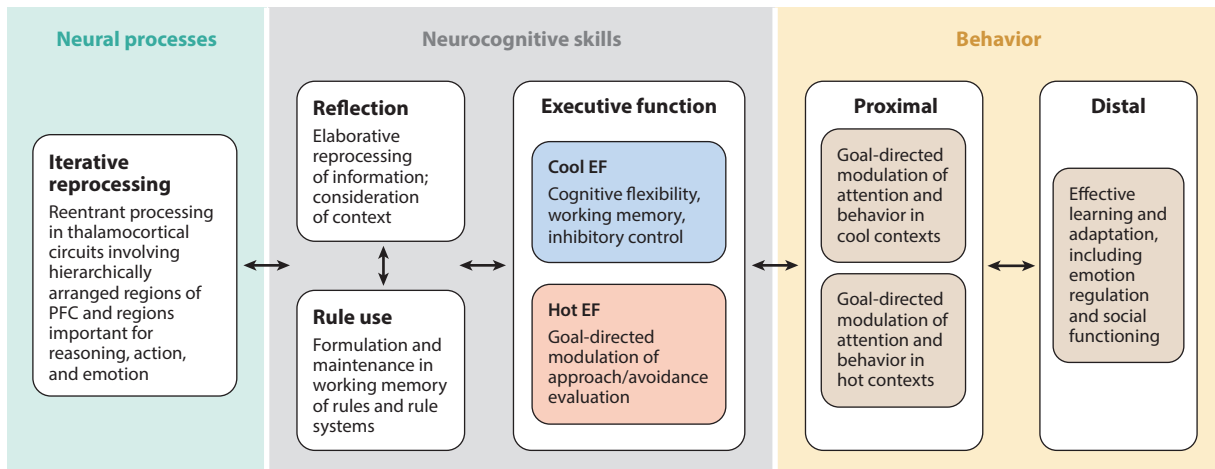 Neural processes
Neurocognitive skills
Behavior
Iterative
reprocessing
Reentrant processing
in thalamocortical
circuits involving
hierarchically
arranged regions of
PFC and regions
important for
reasoning, action,
and emotion
Reflection
Elaborative
reprocessing
of information;
consideration
of context
Rule use
Formulation and
maintenance in
working memory
of rules and rule
systems
Executive function
Cool EF
Cognitive flexibility,
working memory,
inhibitory control
Hot EF
Goal-directed
modulation of
approach/avoidance
evaluation
Proximal
Goal-directed
modulation of
attention and
behavior in
cool contexts
Goal-directed
modulation of
attention and
behavior in
hot contexts
Distal
Effective
learning and
adaptation,
including
emotion
regulation
and social
functioning